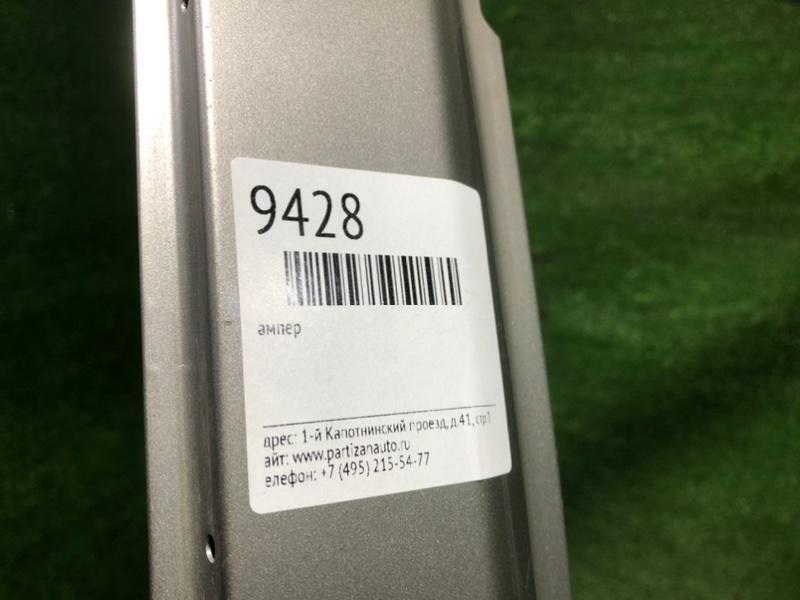 9428
ампер
дрес: 1-й Капотнинский проезд, д.41, стр.1
айт: www.partizanauto.ru
елефон: +7 (495) 215-54-77